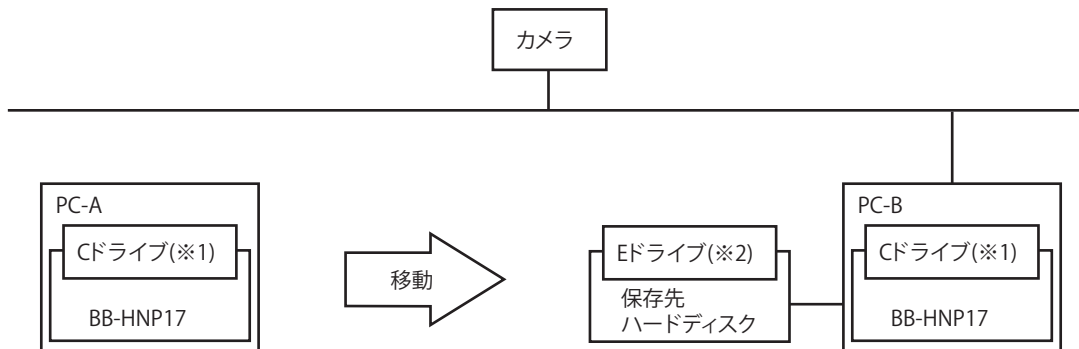 カメラ
PC-A
Cドライブ(※1)
BB-HNP17
移動
Eドライブ(※2)
保存先
ハードディスク
PC-B
Cドライブ(※1)
BB-HNP17